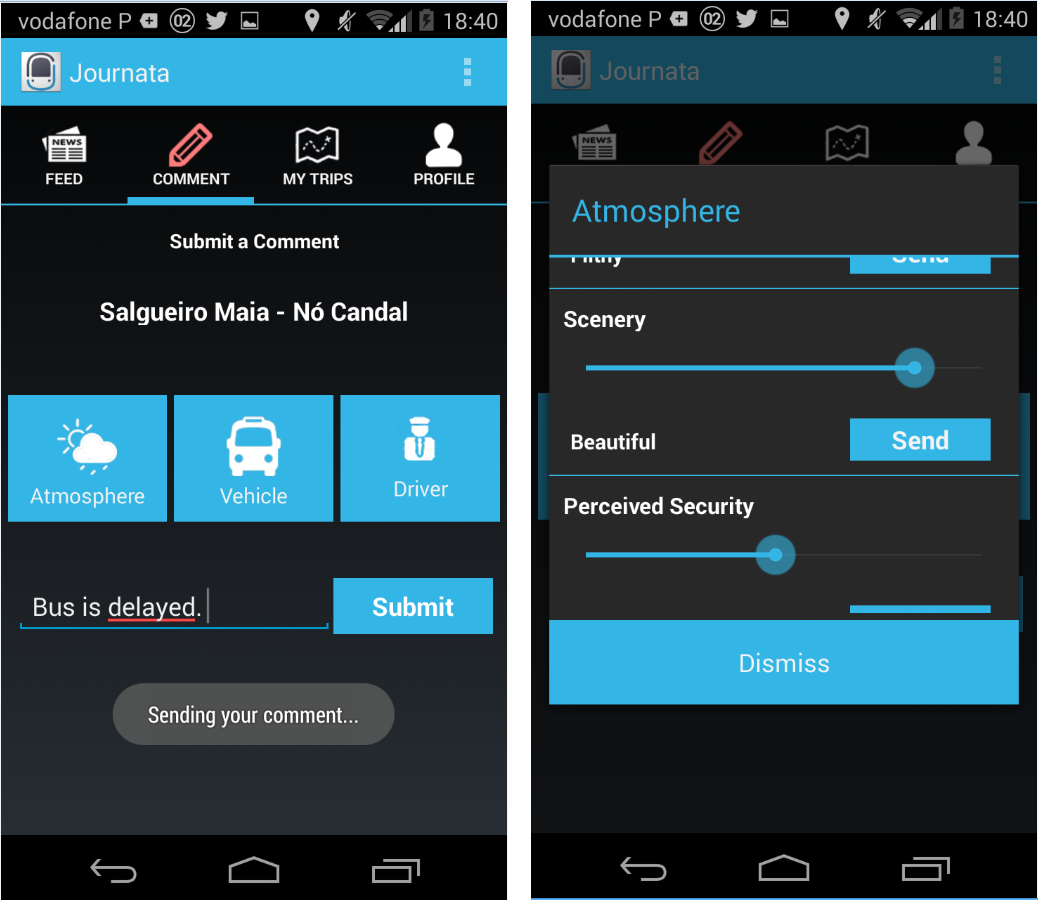 vodafone P 02 18:40
Journata
NEWS
FEED COMMENT MY TRIPS PROFILE
Submit a Comment
Salgueiro Maia - Nó Candal
Atmosphere Vehicle Driver
Bus is delayed. Submit
Sending your comment...
vodafone P 02 18:40
Journata
NEWS
Atmosphere
Filthy Send
Scenery
Beautiful Send
Perceived Security
Dismiss